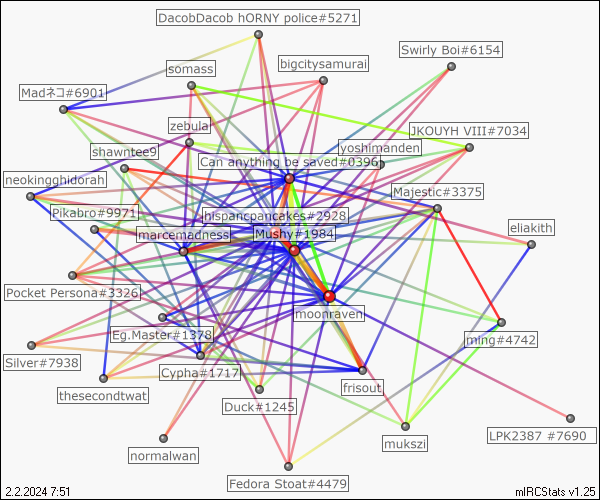 DacobDacob hORNY police#5271
Swirly Boi#6154
bigcitysamurai
somass
Madネコ#6901
zebula
JKOUYH VIII#7034
yoshimanden
shawntee9
Can anything be saved#0396
neokingghidorah
Majestic#3375
Pikabro#9971
hispancpancakes#2928
eliakith
marcemadness
Mushy#1984
Pocket Persona#3326
moonraven
Eg.Master#1378
ming#4742
Silver#7938
Cypha#1717
frisout
thesecondtwat
Duck#1245
mukszi
LPK2387 #7690
normalwan
Fedora Stoat#4479
2.2.2024 7:51
mIRCStats v1.25